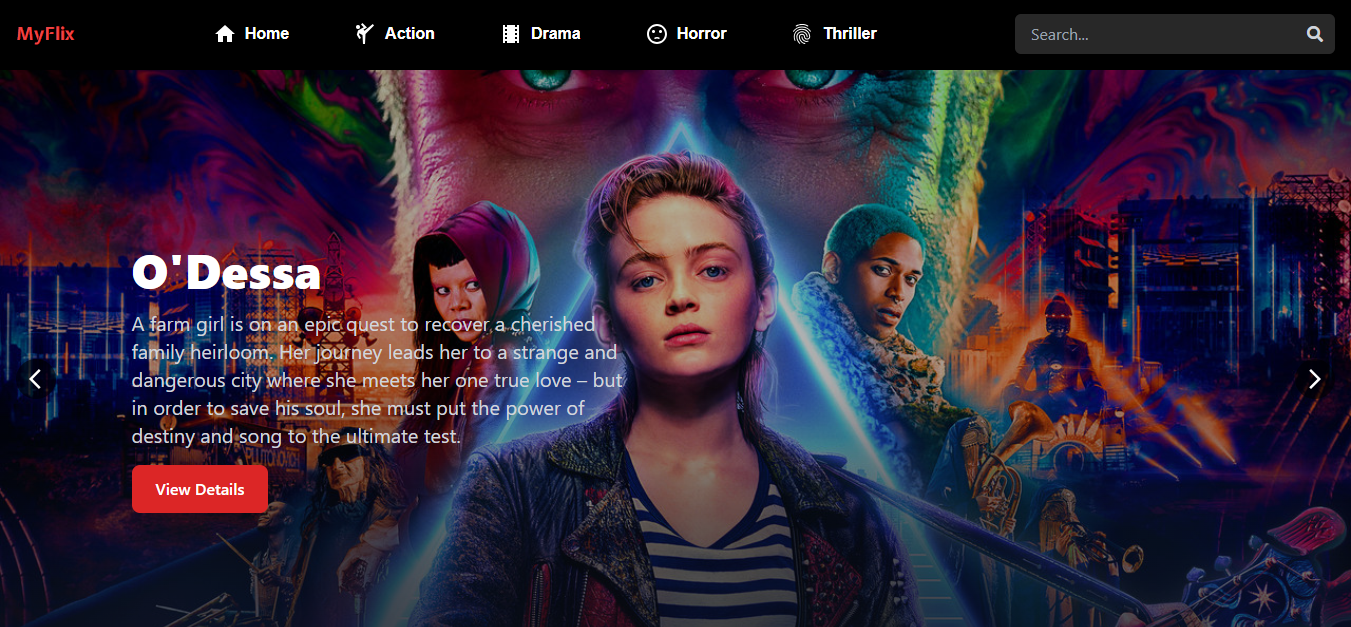 MyFlix
Home
Action
Drama
Horror
Thriller
Search...
O'Dessa
A farm girl is on an epic quest to recover a cherished
family heirloom. Her journey leads her to a strange and
dangerous city where she meets her one true love – but
in order to save his soul, she must put the power of
destiny and song to the ultimate test.
View Details